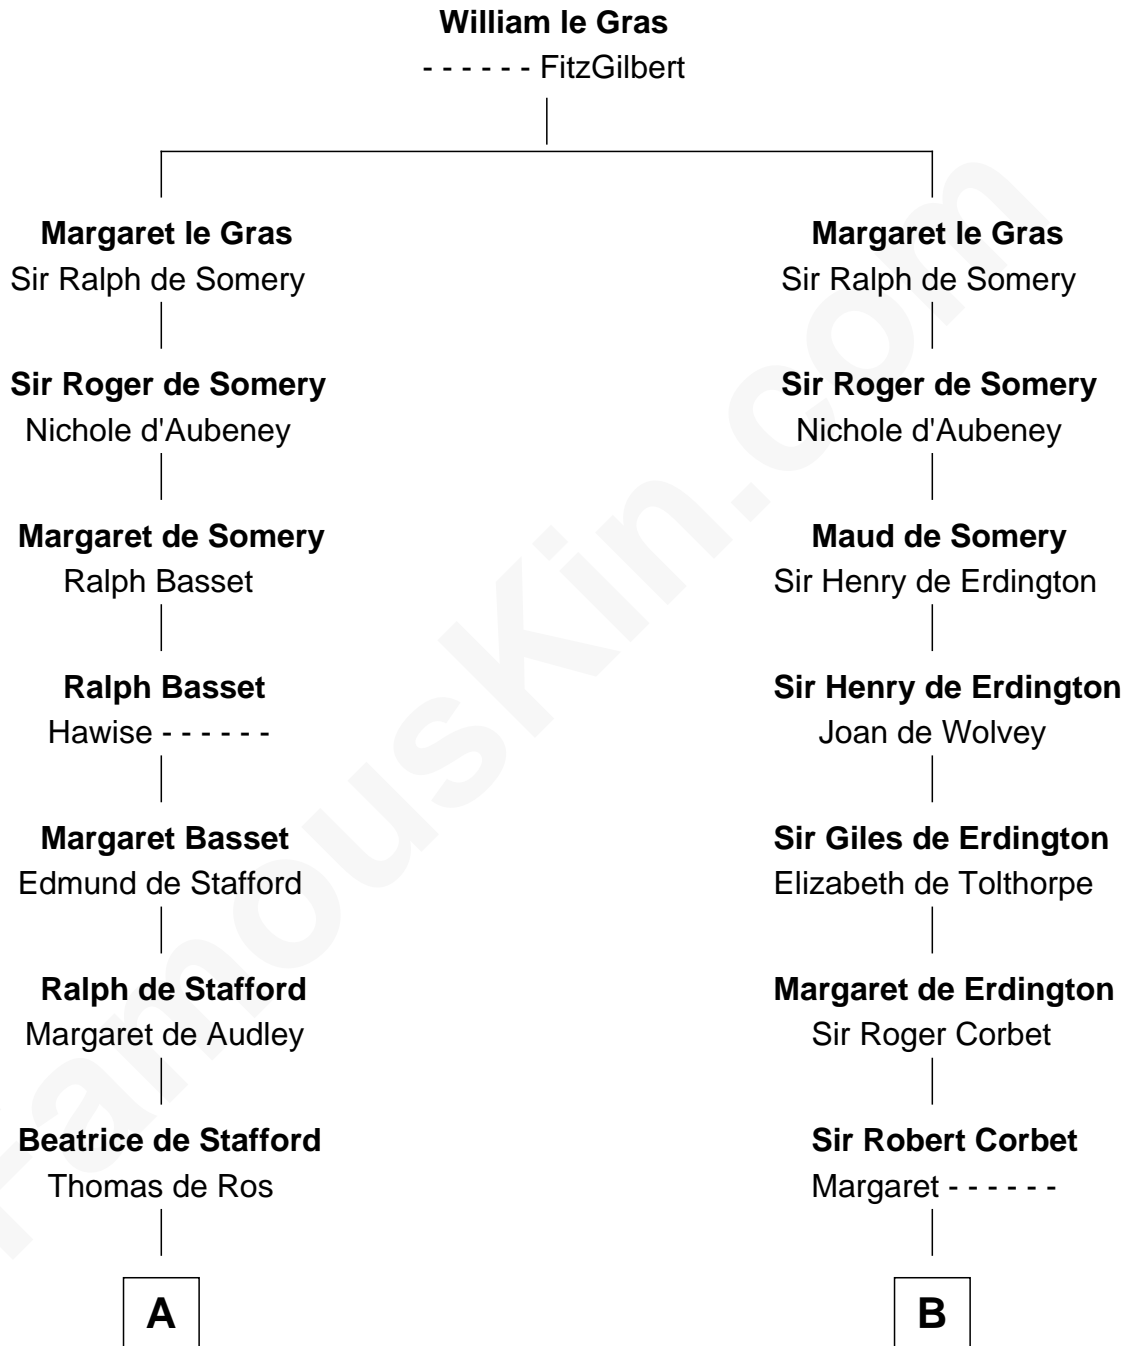 William le Gras
- - - - - - FitzGilbert
Margaret le Gras
Sir Ralph de Somery
Sir Roger de Somery
Nichole d'Aubeney
Margaret de Somery
Ralph Basset
Ralph Basset
Hawise - - - - - -
Margaret Basset
Edmund de Stafford
Ralph de Stafford
Margaret de Audley
Beatrice de Stafford
Thomas de Ros
A
Margaret le Gras
Sir Ralph de Somery
Sir Roger de Somery
Nichole d'Aubeney
Maud de Somery
Sir Henry de Erdington
Sir Henry de Erdington
Joan de Wolvey
Sir Giles de Erdington
Elizabeth de Tolthorpe
Margaret de Erdington
Sir Roger Corbet
Sir Robert Corbet
Margaret - - - - - -
B
FamousKin.com